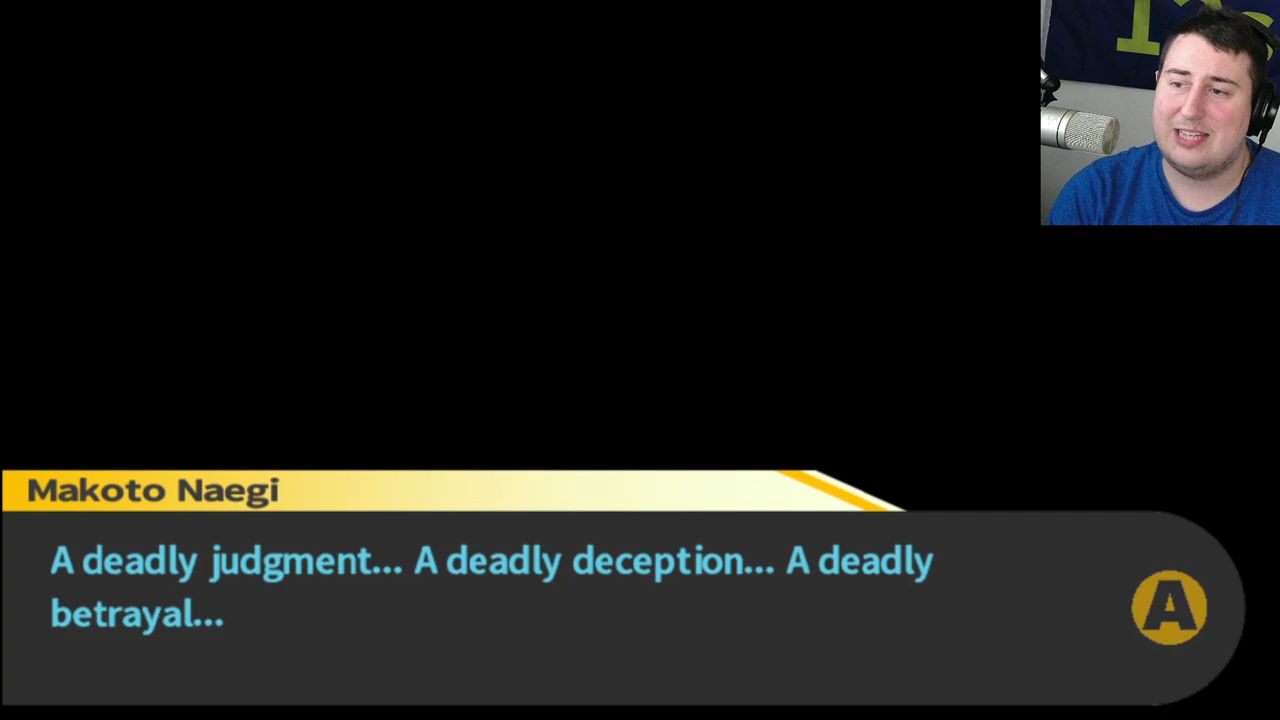 Makoto Naegi
A deadly judgment... A deadly deception... A deadly
betrayal...
A